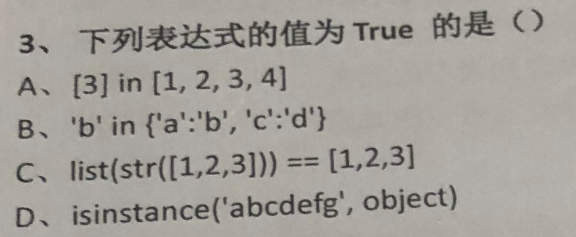 3、 下列表达式的值为 True 的是（）
A、[3] in [1, 2, 3, 4]
B、'b' in {'a':'b', 'c':'d'}
C、list(str([1,2,3])) == [1,2,3]
D、isinstance('abcdefg', object)